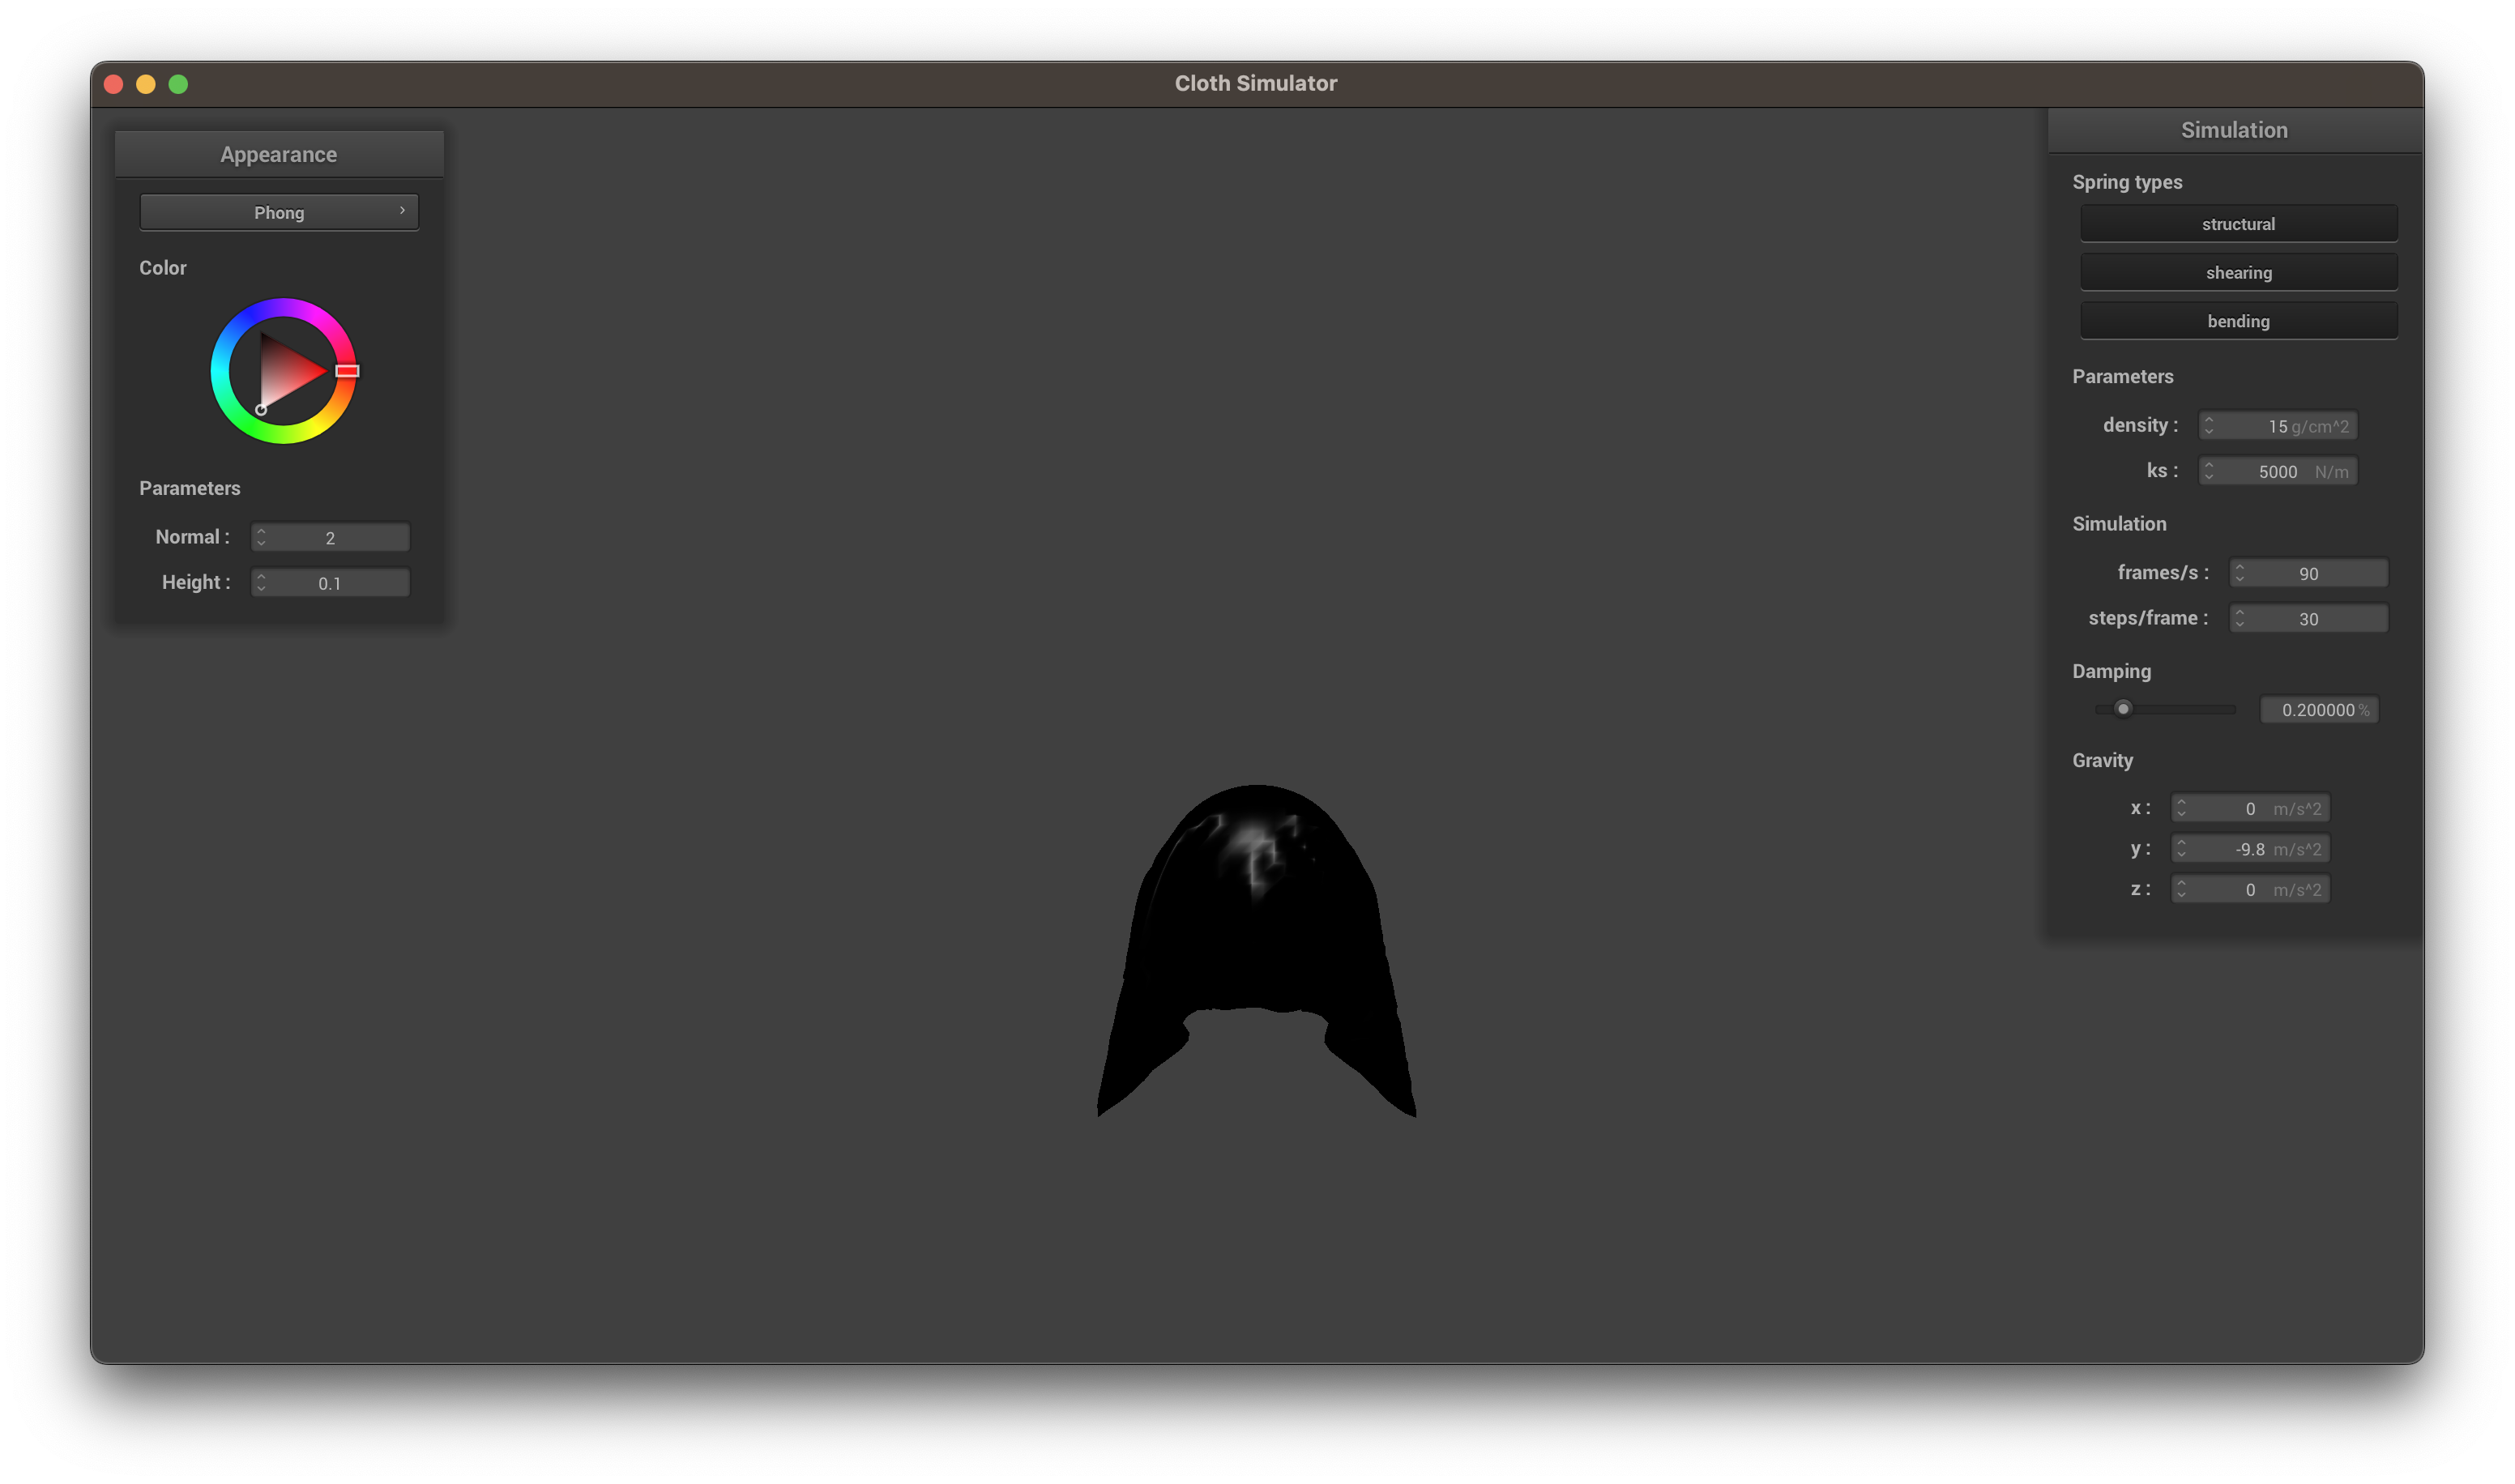 Cloth Simulator
Appearance
Phong
Color
Parameters
Normal : 2
Height : 0.1
Simulation
Spring types
structural
shearing
bending
Parameters
density : 15 g/cm^2
ks : 5000 N/m
Simulation
frames/s : 90
steps/frame : 30
Damping
0.200000 %
Gravity
x : 0 m/s^2
y : -9.8 m/s^2
z : 0 m/s^2